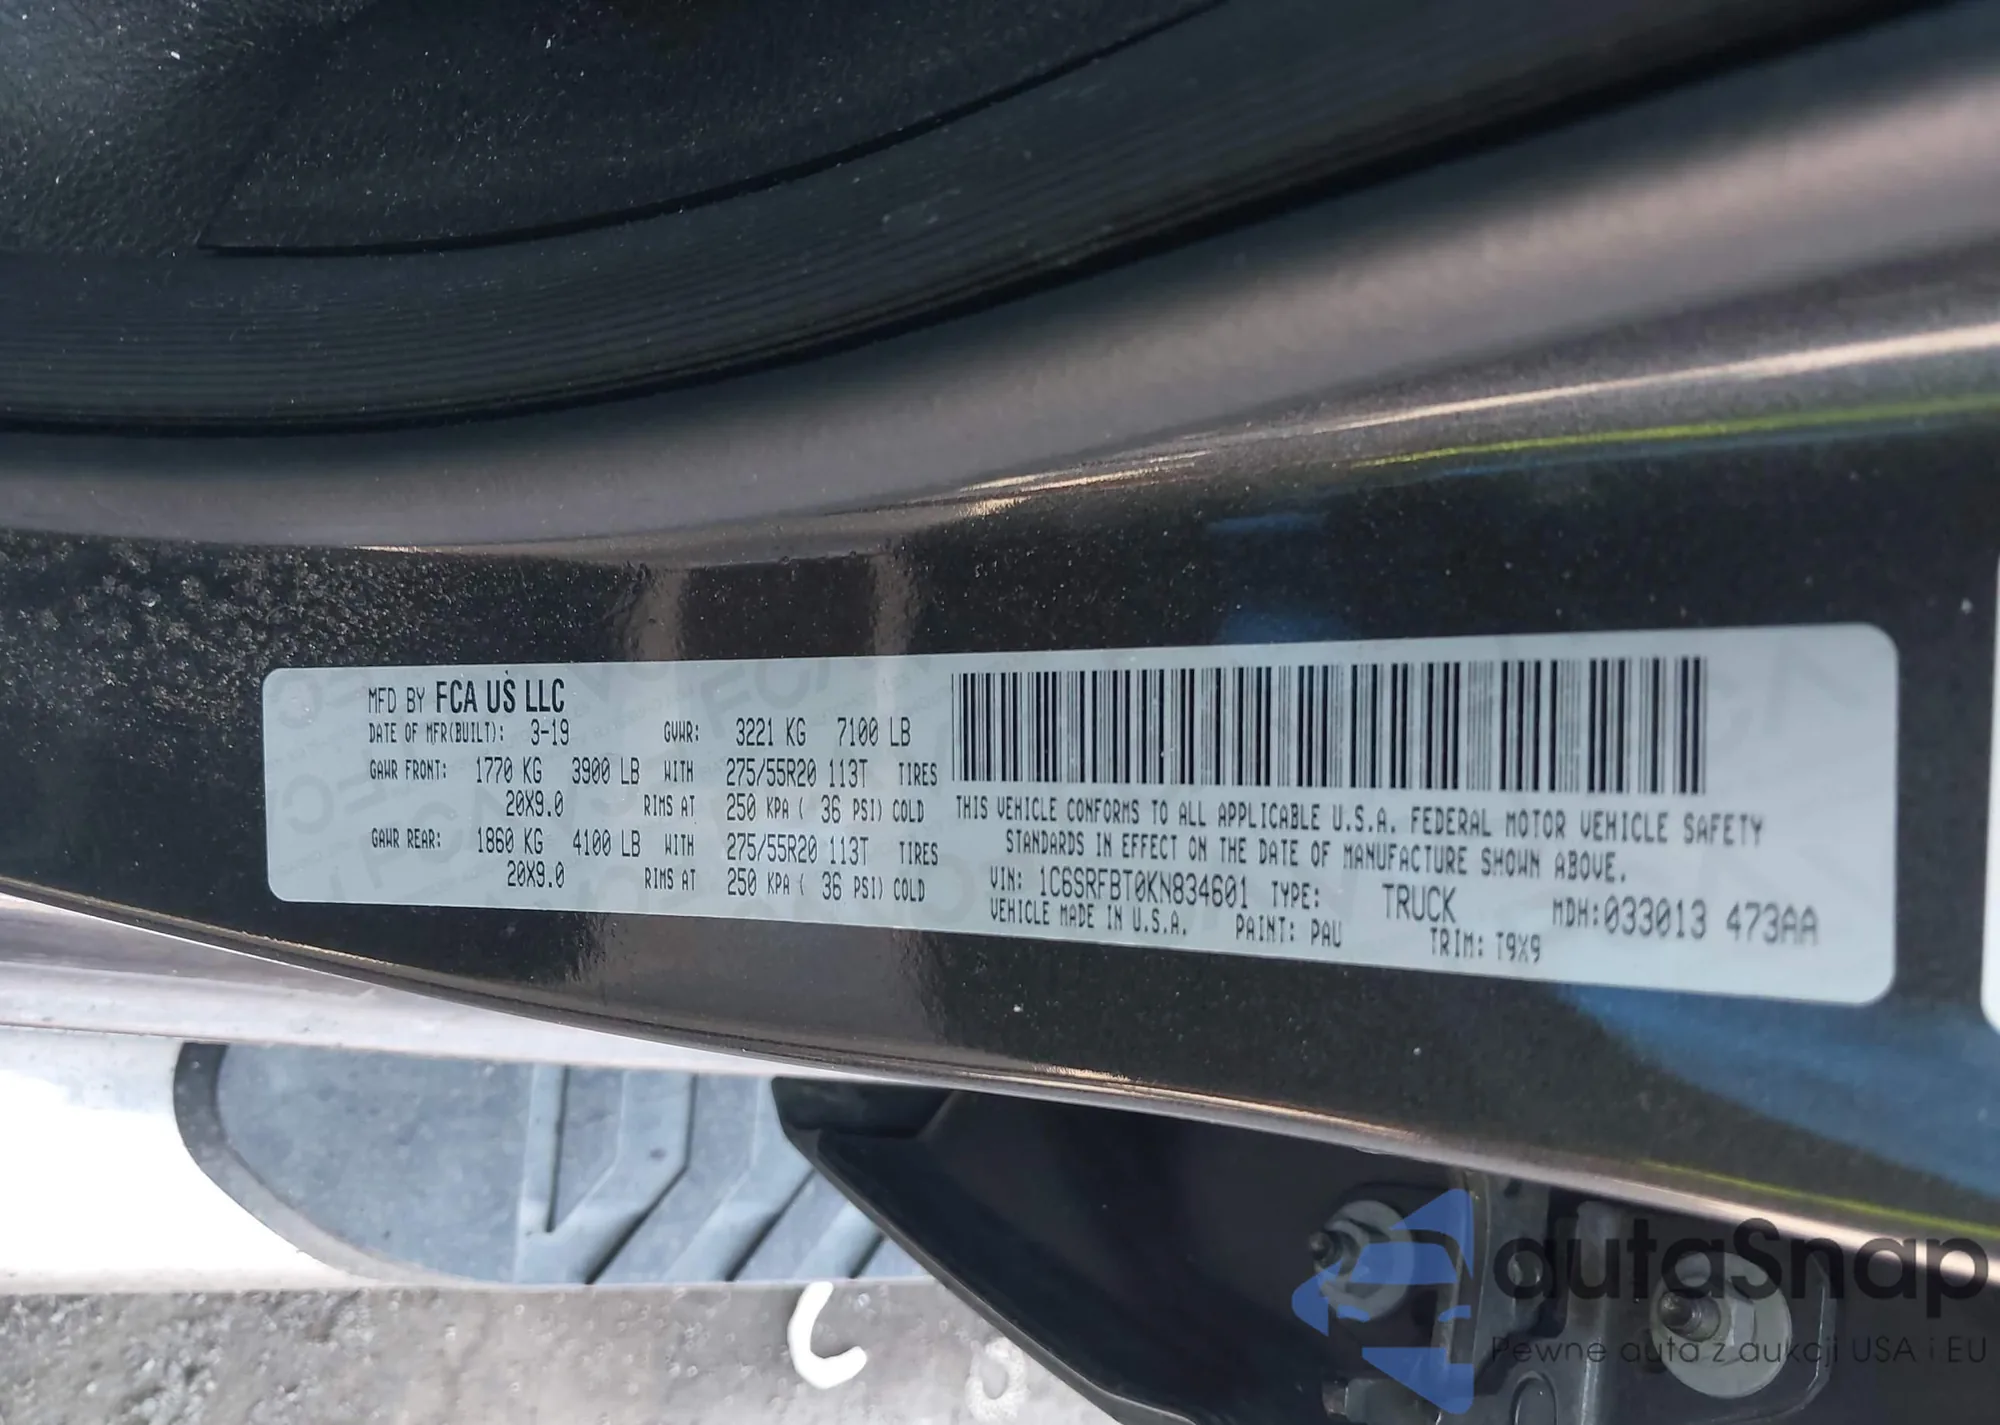 MFD BY FCA US LLC
DATE OF MFR(BUILT): 3-19 GVWR: 3221 KG 7100 LB
GAWR FRONT: 1770 KG 3900 LB WITH 275/55R20 113T TIRES
20X9.0 RIMS AT 250 KPA ( 36 PSI) COLD
GAWR REAR: 1860 KG 4100 LB WITH 275/55R20 113T TIRES
20X9.0 RIMS AT 250 KPA ( 36 PSI) COLD
THIS VEHICLE CONFORMS TO ALL APPLICABLE U.S.A. FEDERAL MOTOR VEHICLE SAFETY
STANDARDS IN EFFECT ON THE DATE OF MANUFACTURE SHOWN ABOVE.
VIN: 1C6SRFBT0KN834601 TYPE: TRUCK MDH:033013 473AA
VEHICLE MADE IN U.S.A. PAINT: PAU TRIM: T9X9
autaSnap
Pewne auta z aukcji USA i EU